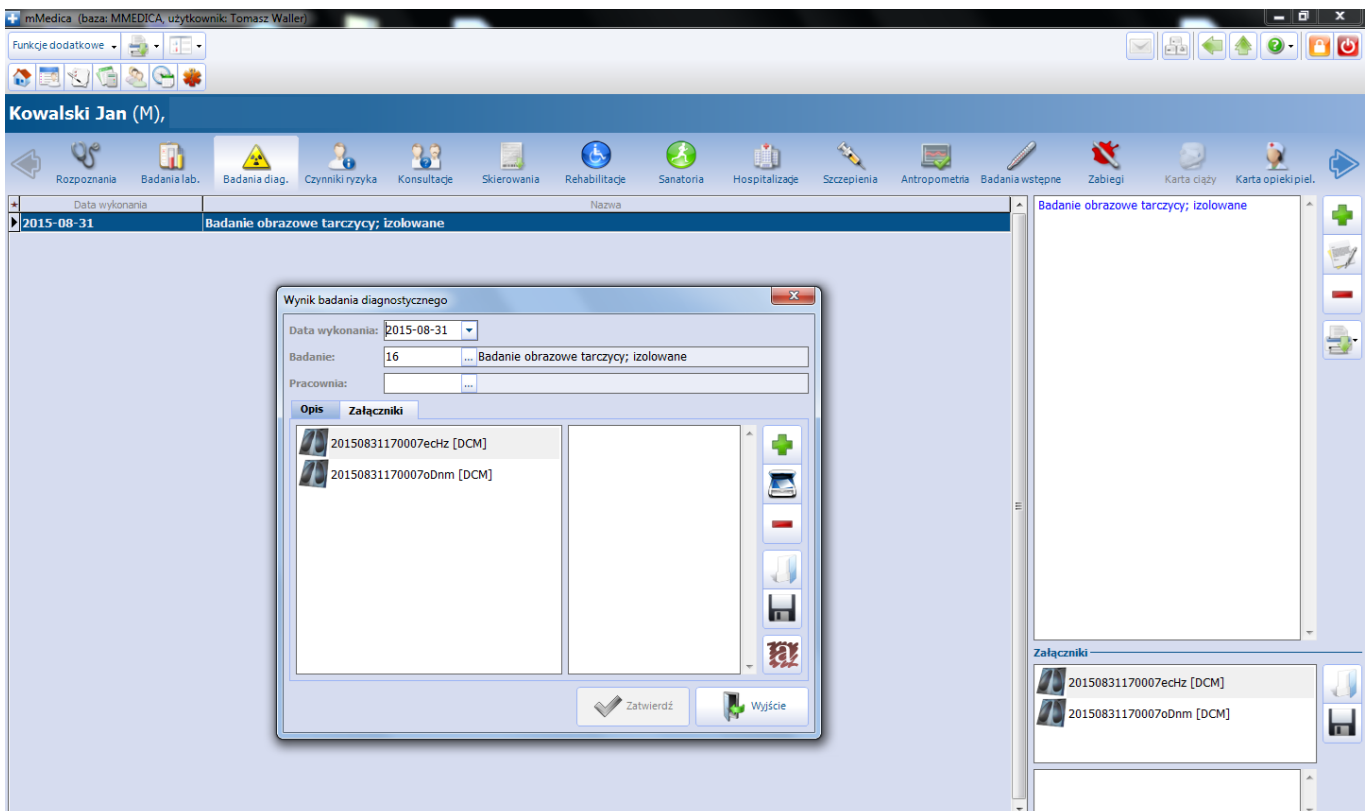 mMedica (baza: MMEDICA, użytkownik: Tomasz Waller)
Funkcje dodatkowe
Kowalski Jan (M),
Rozpoznania Badania lab. Badania diag. Czynniki ryzyka Konsultacje Skierowania Rehabilitacje Sanatoria Hospitalizacje Szczepienia Antropometria Badania wstępne Zabiegi Karta ciąży Karta opieki piel.
Data wykonania Nazwa
2015-08-31 Badanie obrazowe tarczycy; izolowane
Badanie obrazowe tarczycy; izolowane
Wynik badania diagnostycznego
Data wykonania: 2015-08-31
Badanie: 16 ... Badanie obrazowe tarczycy; izolowane
Pracownia: ...
Opis Załączniki
20150831170007ecHz [DCM]
20150831170007oDnm [DCM]
Zatwierdź Wyjście
Załączniki
20150831170007ecHz [DCM]
20150831170007oDnm [DCM]